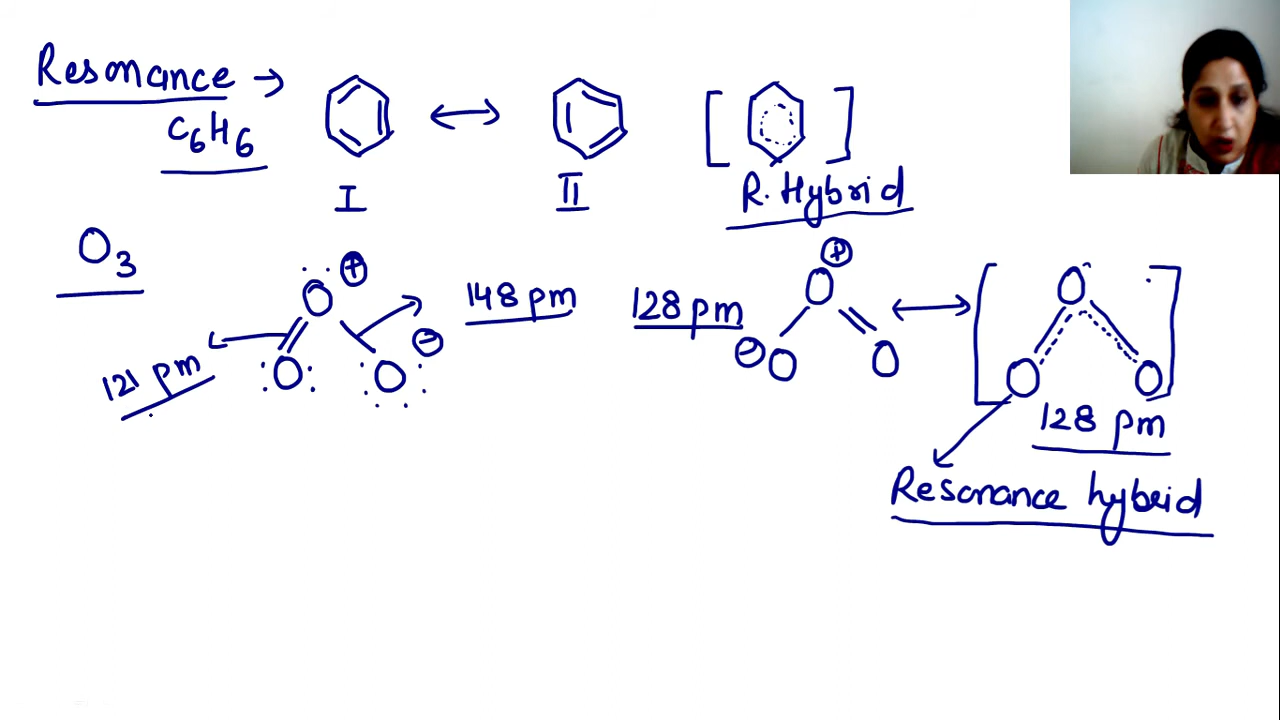 Resonance →
C6H6
I
II
R. Hybrid
O3
O ⊕
148 pm
128 pm
⊕
O
O
121 pm
O
O ⊖
⊖ O
O
O
O
128 pm
Resonance hybrid